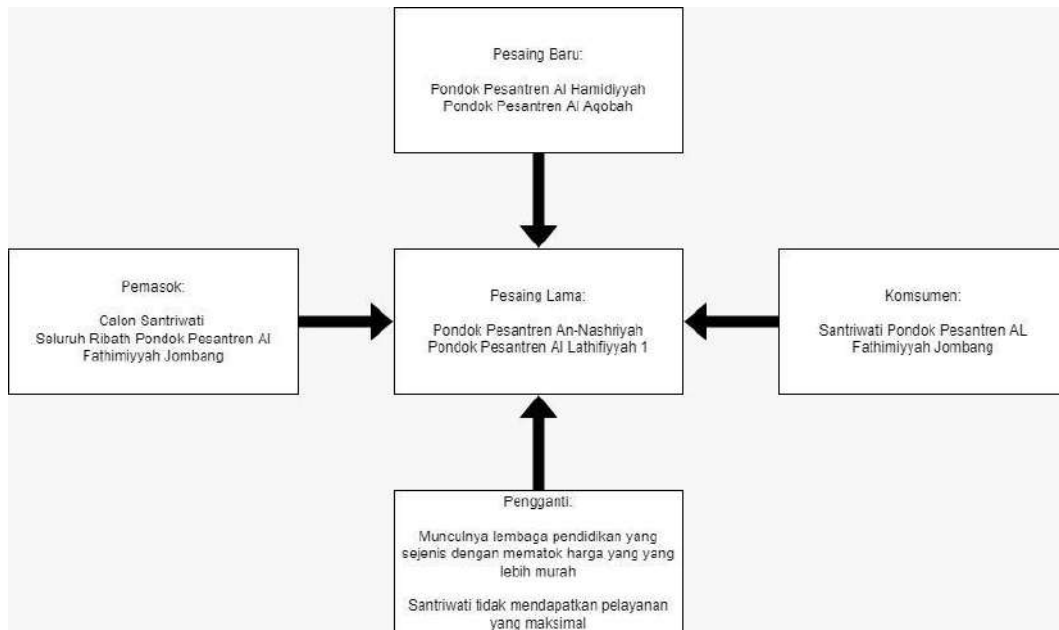 Pesaing Baru:
Pondok Pesantren Al Hamidiyyah
Pondok Pesantren Al Aqobah
Pemasok:
Calon Santriwati
Seluruh Ribath Pondok Pesantren Al
Fathimiyyah Jombang
Pesaing Lama:
Pondok Pesantren An-Nashriyah
Pondok Pesantren Al Lathifiyyah 1
Komsumen:
Santriwati Pondok Pesantren AL
Fathimiyyah Jombang
Pengganti:
Munculnya lembaga pendidikan yang
sejenis dengan mematok harga yang yang
lebih murah
Santriwati tidak mendapatkan pelayanan
yang maksimal